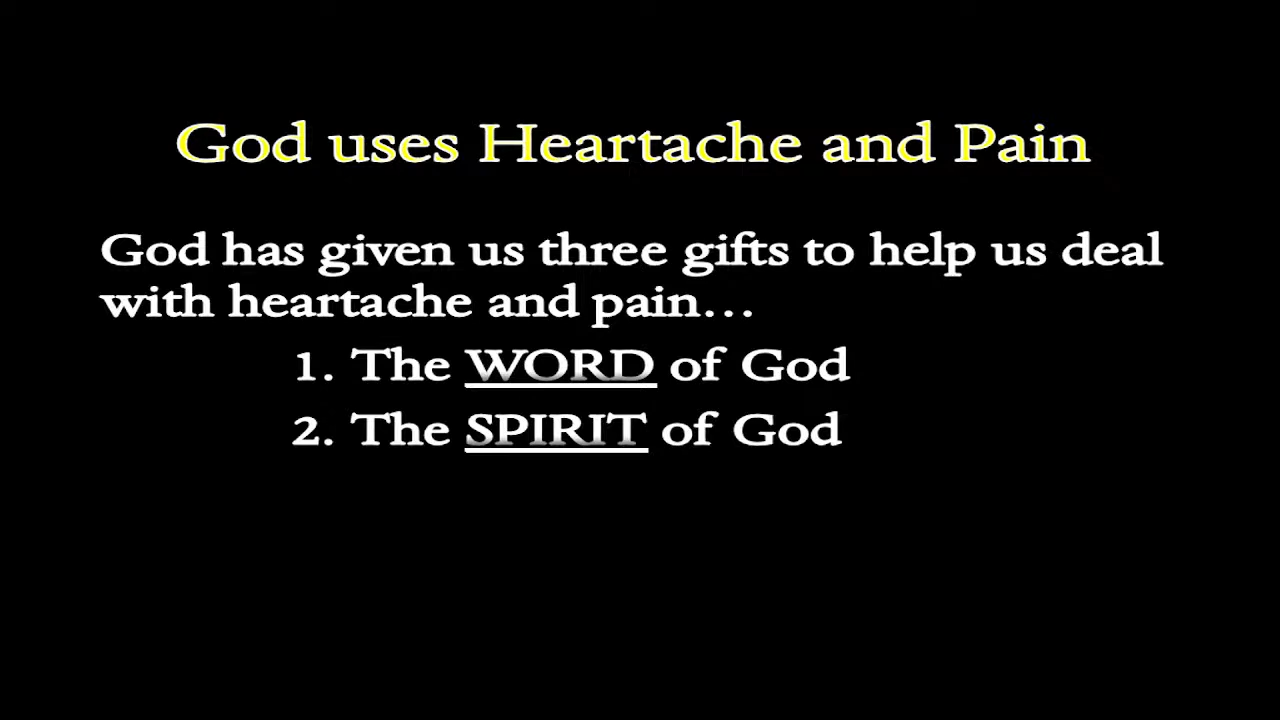 God uses Heartache and Pain
God has given us three gifts to help us deal
with heartache and pain...
1. The WORD of God
2. The SPIRIT of God